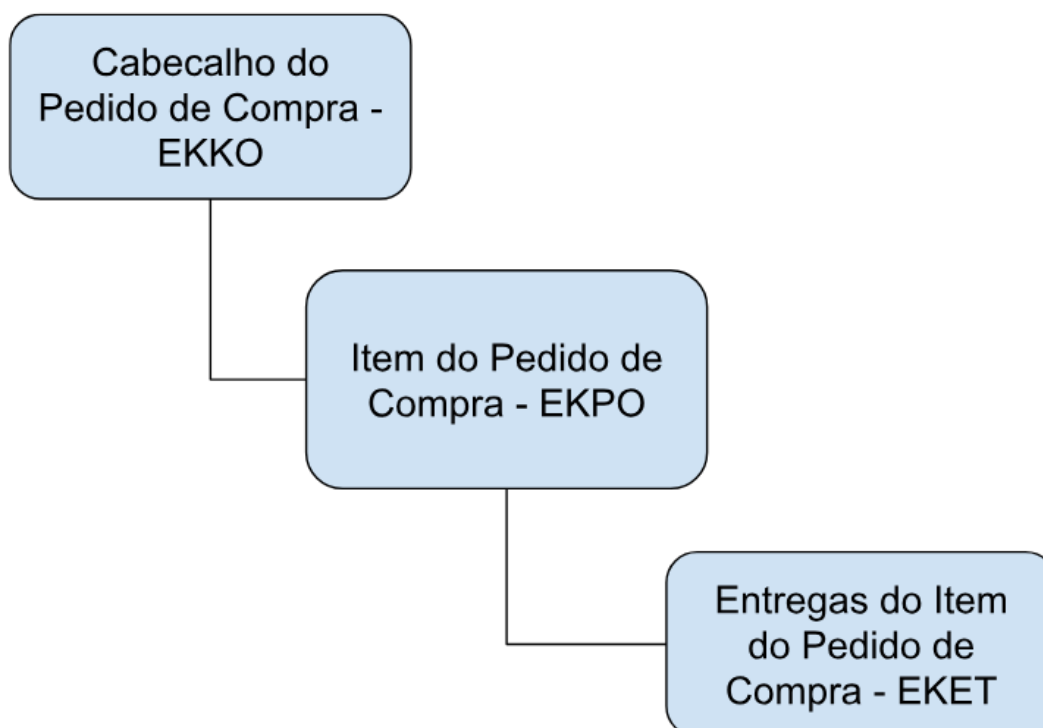 Cabecalho do
Pedido de Compra -
EKKO
Item do Pedido de
Compra - EKPO
Entregas do Item
do Pedido de
Compra - EKET